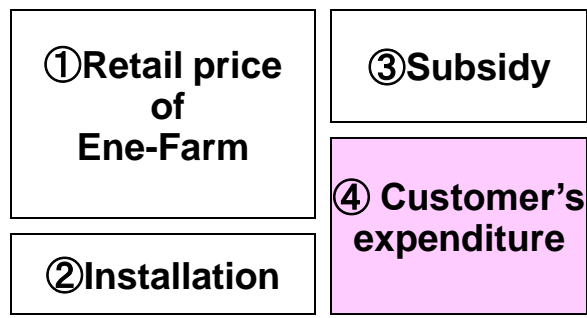 ①Retail price
of
Ene-Farm
②Installation
③Subsidy
④ Customer's
expenditure